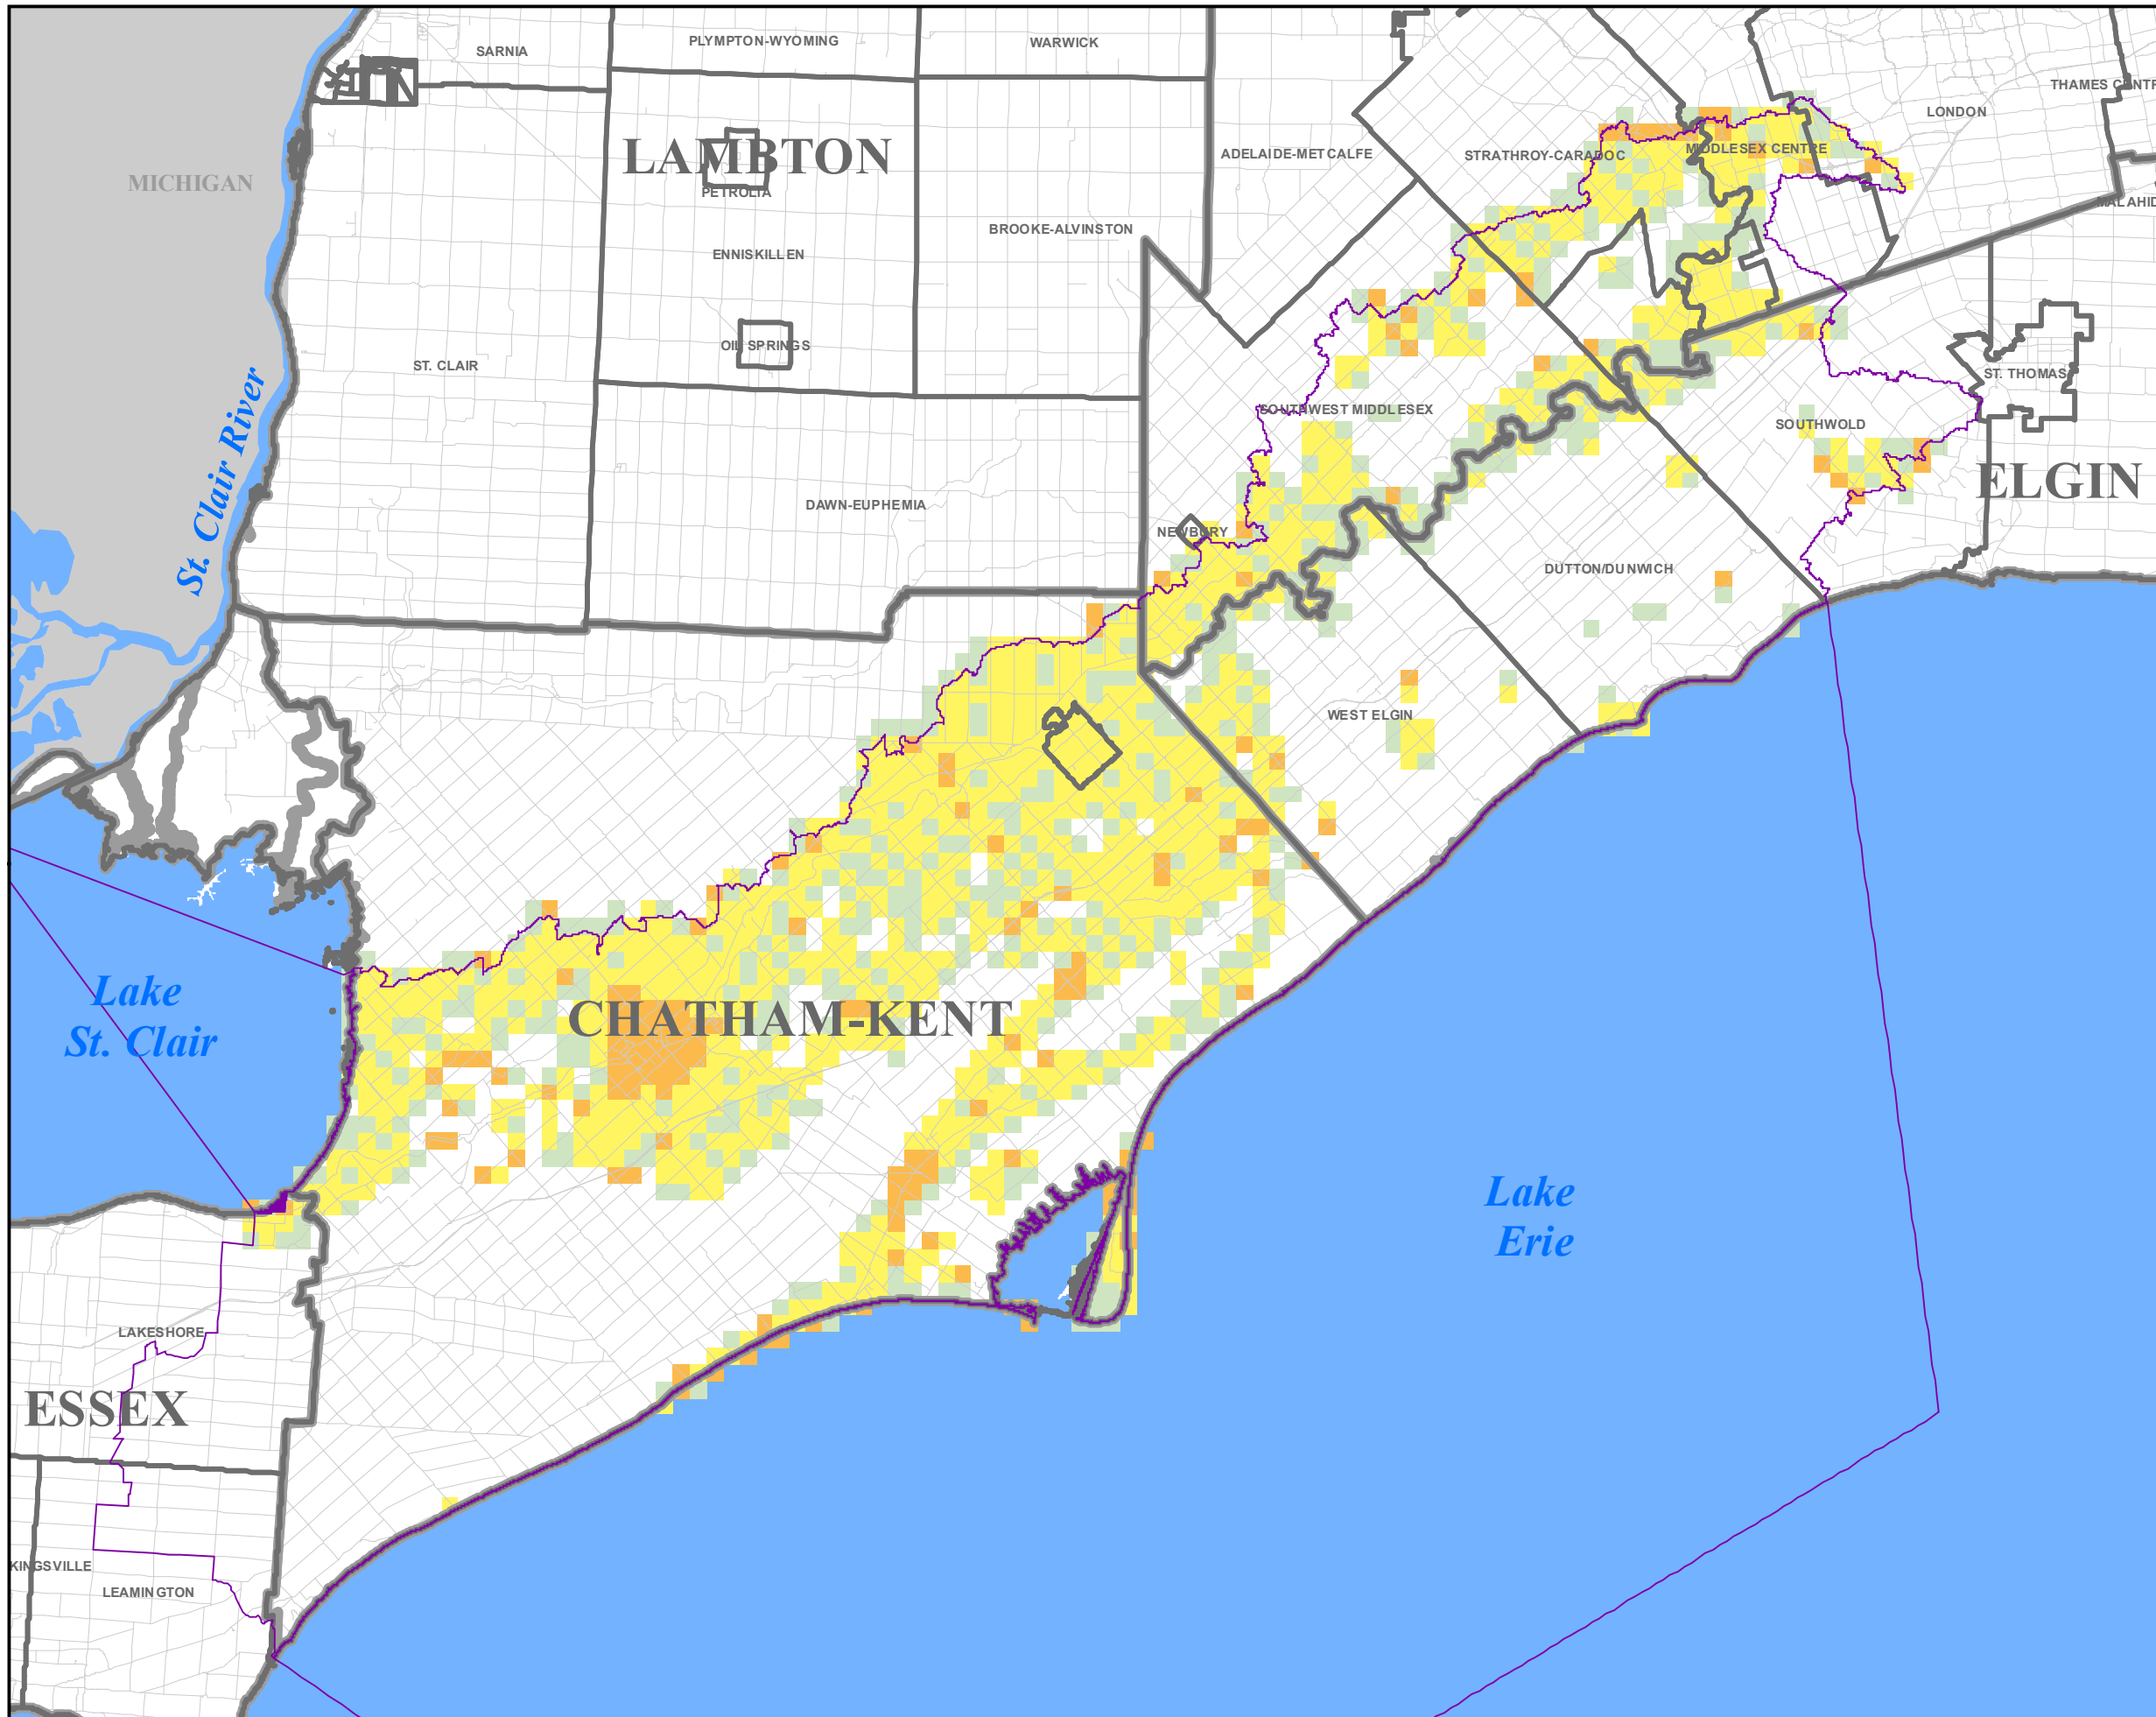 SARNIA
PLYMPTON-WYOMING
WARWICK
THAMES CENTR
LONDON
LAMBTON
ADELAIDE-METCALFE
STRATHROY-CARADOC
MIDDLESEX CENTRE
MICHIGAN
PETROLIA
MALAHID
BROOKE-ALVINSTON
ENNISKILLEN
OIL SPRINGS
ST. CLAIR
ST. THOMAS
SOUTHWEST MIDDLESEX
SOUTHWOLD
St. Clair River
ELGIN
DAWN-EUPHEMIA
NEWBURY
DUTTON/DUNWICH
WEST ELGIN
Lake
St. Clair
CHATHAM-KENT
Lake
Erie
LAKESHORE
ESSEX
KINGSVILLE
LEAMINGTON